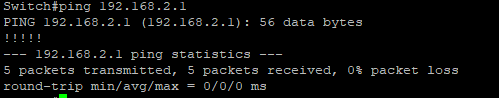 Switch#ping 192.168.2.1
PING 192.168.2.1 (192.168.2.1): 56 data bytes
!!!!!
--- 192.168.2.1 ping statistics ---
5 packets transmitted, 5 packets received, 0% packet loss
round-trip min/avg/max = 0/0/0 ms